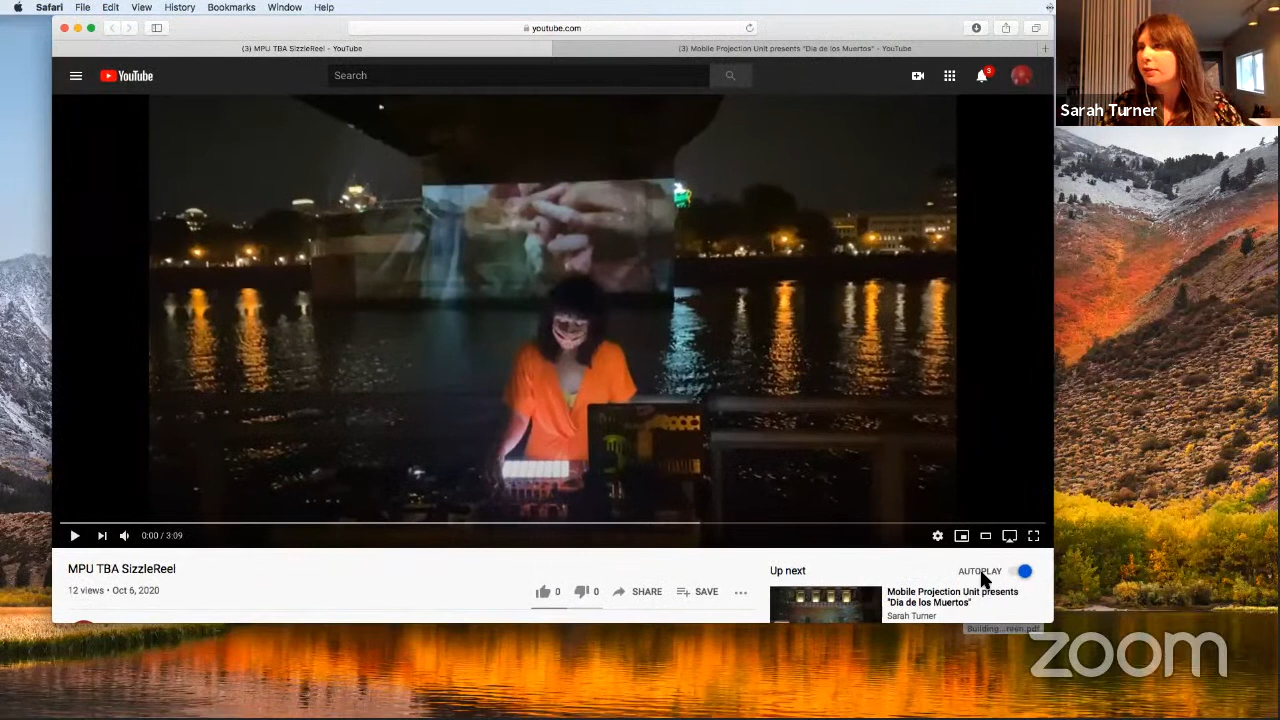 Safari File Edit View History Bookmarks Window Help
youtube.com
(3) MPU TBA SizzleReel - YouTube
(3) Mobile Projection Unit presents "Dia de los Muertos" - YouTube
YouTube
Search
3
Sarah Turner
0:00 / 3:09
MPU TBA SizzleReel
12 views • Oct 6, 2020
0 0 SHARE SAVE
Up next
AUTOPLAY
Mobile Projection Unit presents
"Dia de los Muertos"
Sarah Turner
zoom